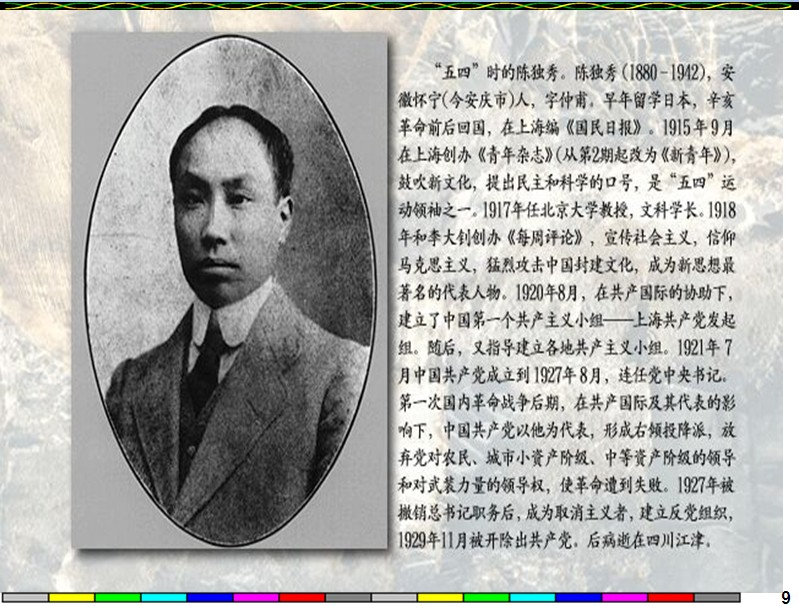 “五四”时的陈独秀。陈独秀(1880-1942)，安
徽怀宁(今安庆市)人，字仲甫。早年留学日本，辛亥
革命前后回国，在上海编《国民日报》。1915年9月
在上海创办《青年杂志》(从第2期起改为《新青年》)，
鼓吹新文化，提出民主和科学的口号，是“五四”运
动领袖之一。1917年任北京大学教授，文科学长。1918
年和李大钊创办《每周评论》，宣传社会主义，信仰
马克思主义，猛烈攻击中国封建文化，成为新思想最
著名的代表人物。1920年8月，在共产国际的协助下，
建立了中国第一个共产主义小组——上海共产党发起
组。随后，又指导建立各地共产主义小组。1921年7
月中国共产党成立到1927年8月，连任党中央书记。
第一次国内革命战争后期，在共产国际及其代表的影
响下，中国共产党以他为代表，形成右倾投降派，放
弃党对农民、城市小资产阶级、中等资产阶级的领导
和对武装力量的领导权，使革命遭到失败。1927年被
撤销总书记职务后，成为取消主义者，建立反党组织，
1929年11月被开除出共产党。后病逝在四川江津。
9